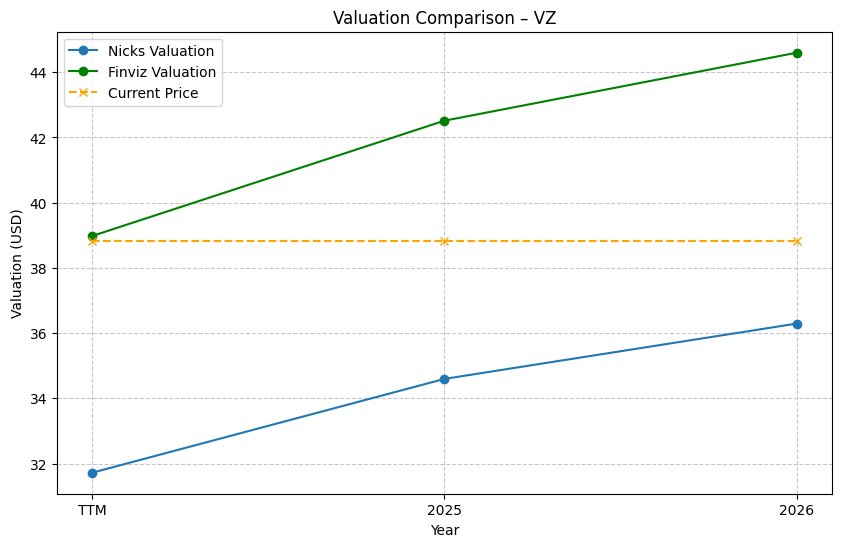 Valuation Comparison – VZ
Nicks Valuation
Finviz Valuation
Current Price
Valuation (USD)
44
42
40
38
36
34
32
TTM
2025
2026
Year